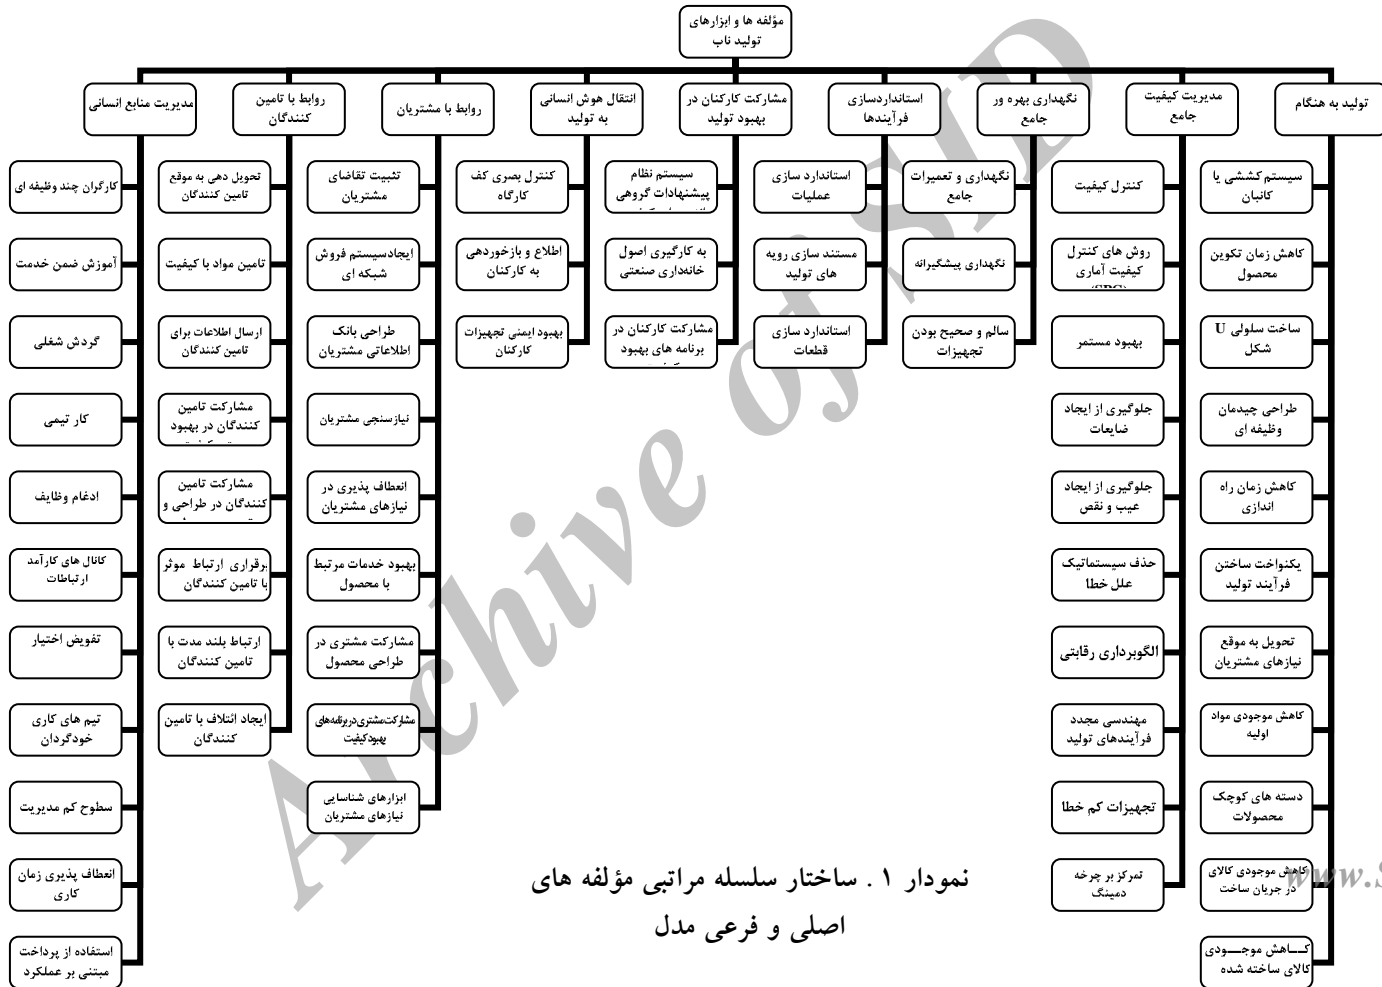 مؤلفه ها و ابزارهای
تولید ناب
تولید به هنگام
مدیریت کیفیت
جامع
نگهداری بهره ور
جامع
استانداردسازی
فرآیندها
مشارکت کارکنان در
بهبود تولید
انتقال هوش انسانی
به تولید
روابط با مشتریان
روابط با تامین
کنندگان
مدیریت منابع انسانی
سیستم کششی یا
کانبان
کاهش زمان تکوین
محصول
ساخت سلولی U
شکل
طراحی چیدمان
وظیفه ای
کاهش زمان راه
اندازی
یکنواخت ساختن
فرآیند تولید
تحویل به موقع
نیازهای مشتریان
کاهش موجودی مواد
اولیه
دسته های کوچک
محصولات
کاهش موجودی کالای
در جریان ساخت
کــاهش موجــودی
کالای ساخته شده
کنترل کیفیت
روش های کنترل
کیفیت آماری
(SPC)
بهبود مستمر
جلوگیری از ایجاد
ضایعات
جلوگیری از ایجاد
عیب و نقص
حذف سیستماتیک
علل خطا
الگوبرداری رقابتی
مهندسی مجدد
فرآیندهای تولید
تجهیزات کم خطا
تمرکز بر چرخه
دمینگ
نگهداری و تعمیرات
جامع
نگهداری پیشگیرانه
سالم و صحیح بودن
تجهیزات
استاندارد سازی
عملیات
مستند سازی رویه
های تولید
استاندارد سازی
قطعات
سیستم نظام
پیشنهادات گروهی
به کارگیری اصول
خانه‌داری صنعتی
مشارکت کارکنان در
برنامه های بهبود
کنترل بصری کف
کارگاه
اطلاع و بازخوردهی
به کارکنان
بهبود ایمنی تجهیزات
کارکنان
تثبیت تقاضای
مشتریان
ایجادسیستم فروش
شبکه ای
طراحی بانک
اطلاعاتی مشتریان
نیازسنجی مشتریان
انعطاف پذیری در
نیازهای مشتریان
بهبود خدمات مرتبط
با محصول
مشارکت مشتری در
طراحی محصول
مشارکت مشتری در برنامه های
بهبود کیفیت
ابزارهای شناسایی
نیازهای مشتریان
تحویل دهی به موقع
تامین کنندگان
تامین مواد با کیفیت
ارسال اطلاعات برای
تامین کنندگان
مشارکت تامین
کنندگان در بهبود
مشارکت تامین
کنندگان در طراحی و
برقراری ارتباط موثر
با تامین کنندگان
ارتباط بلند مدت با
تامین کنندگان
ایجاد ائتلاف با تامین
کنندگان
کارگران چند وظیفه ای
آموزش ضمن خدمت
گردش شغلی
کار تیمی
ادغام وظایف
کانال های کارآمد
ارتباطات
تفویض اختیار
تیم های کاری
خودگردان
سطوح کم مدیریت
انعطاف پذیری زمان
کاری
استفاده از پرداخت
مبتنی بر عملکرد
نمودار ۱ . ساختار سلسله مراتبی مؤلفه های
اصلی و فرعی مدل
Archive of SID
www.S